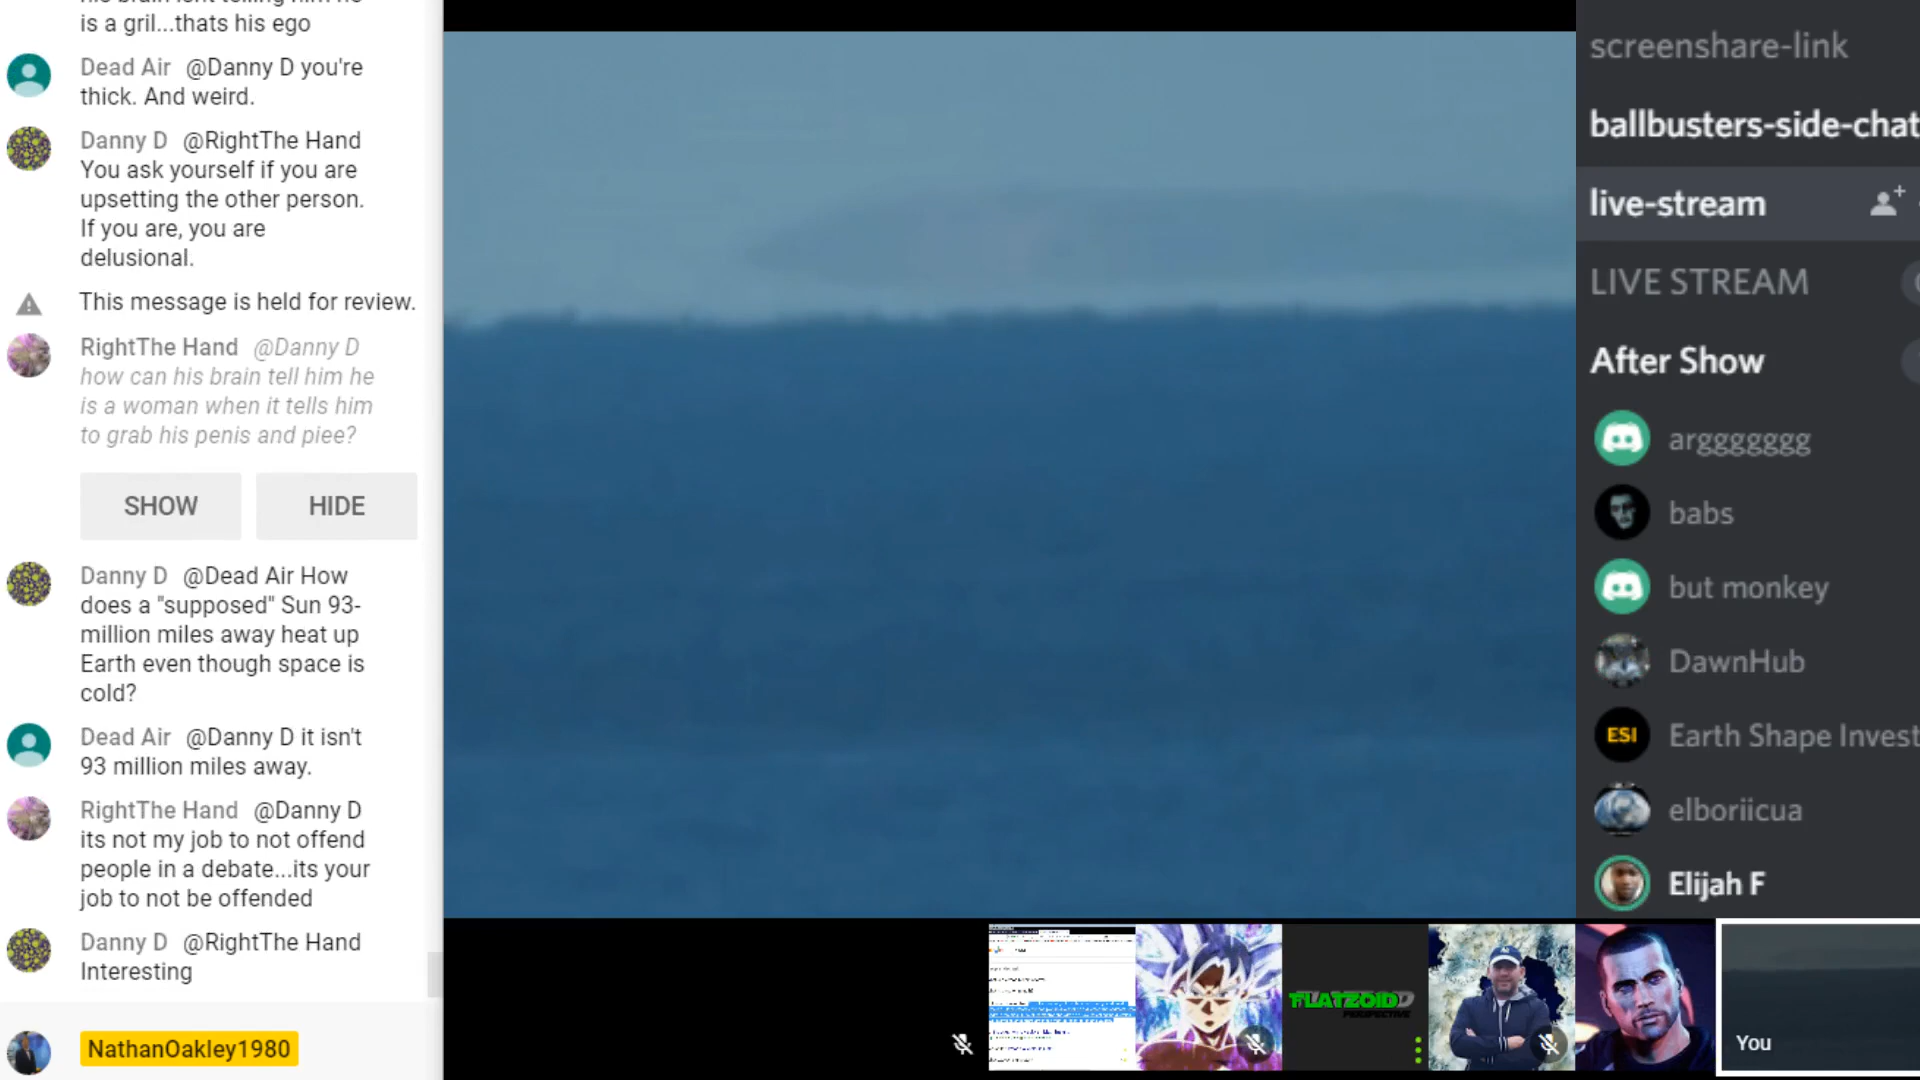 is a gril...thats his ego
Dead Air @Danny D you're
thick. And weird.
Danny D @RightThe Hand
You ask yourself if you are
upsetting the other person.
If you are, you are
delusional.
This message is held for review.
RightThe Hand @Danny D
how can his brain tell him he
is a woman when it tells him
to grab his penis and piee?
SHOW HIDE
Danny D @Dead Air How
does a "supposed" Sun 93-
million miles away heat up
Earth even though space is
cold?
Dead Air @Danny D it isn't
93 million miles away.
RightThe Hand @Danny D
its not my job to not offend
people in a debate...its your
job to not be offended
Danny D @RightThe Hand
Interesting
NathanOakley1980
screenshare-link
ballbusters-side-chat
live-stream
LIVE STREAM
After Show
arggggggg
babs
but monkey
DawnHub
ESI
Earth Shape Invest
elboriicua
Elijah F
FLATZOID
PERSPECTIVE
You